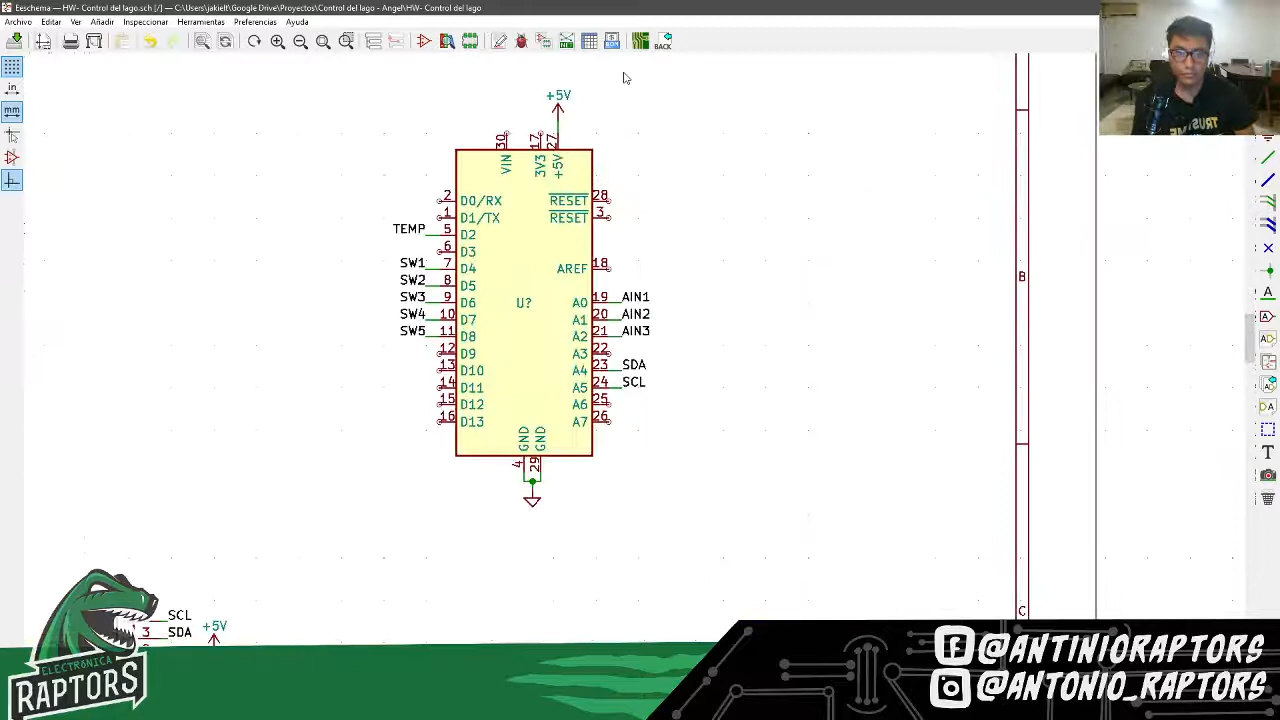 Eeschema — HW- Control del lago.sch [/] — C:\Users\jakiell\Google Drive\Proyectos\Control del lago - Angel\HW- Control del lago
Archivo Editar Ver Añadir Inspeccionar Herramientas Preferencias Ayuda
BOM BACK
in
mm
+5V
30 17 27
VIN 3V3 +5V
2 D0/RX RESET 28
1 D1/TX RESET 3
TEMP 5 D2
6 D3
SW1 7 D4 AREF 18
SW2 8 D5
SW3 9 D6 U? A0 19 AIN1
SW4 10 D7 A1 20 AIN2
SW5 11 D8 A2 21 AIN3
12 D9 A3 22
13 D10 A4 23 SDA
14 D11 A5 24 SCL
15 D12 A6 25
16 D13 A7 26
GND GND
4 29
B
C
SCL
3 SDA
+5V
TRUST
ELECTRÓNICA
RAPTORS
@ANTINIORAPTORS
@ANTONIO_RAPTORS